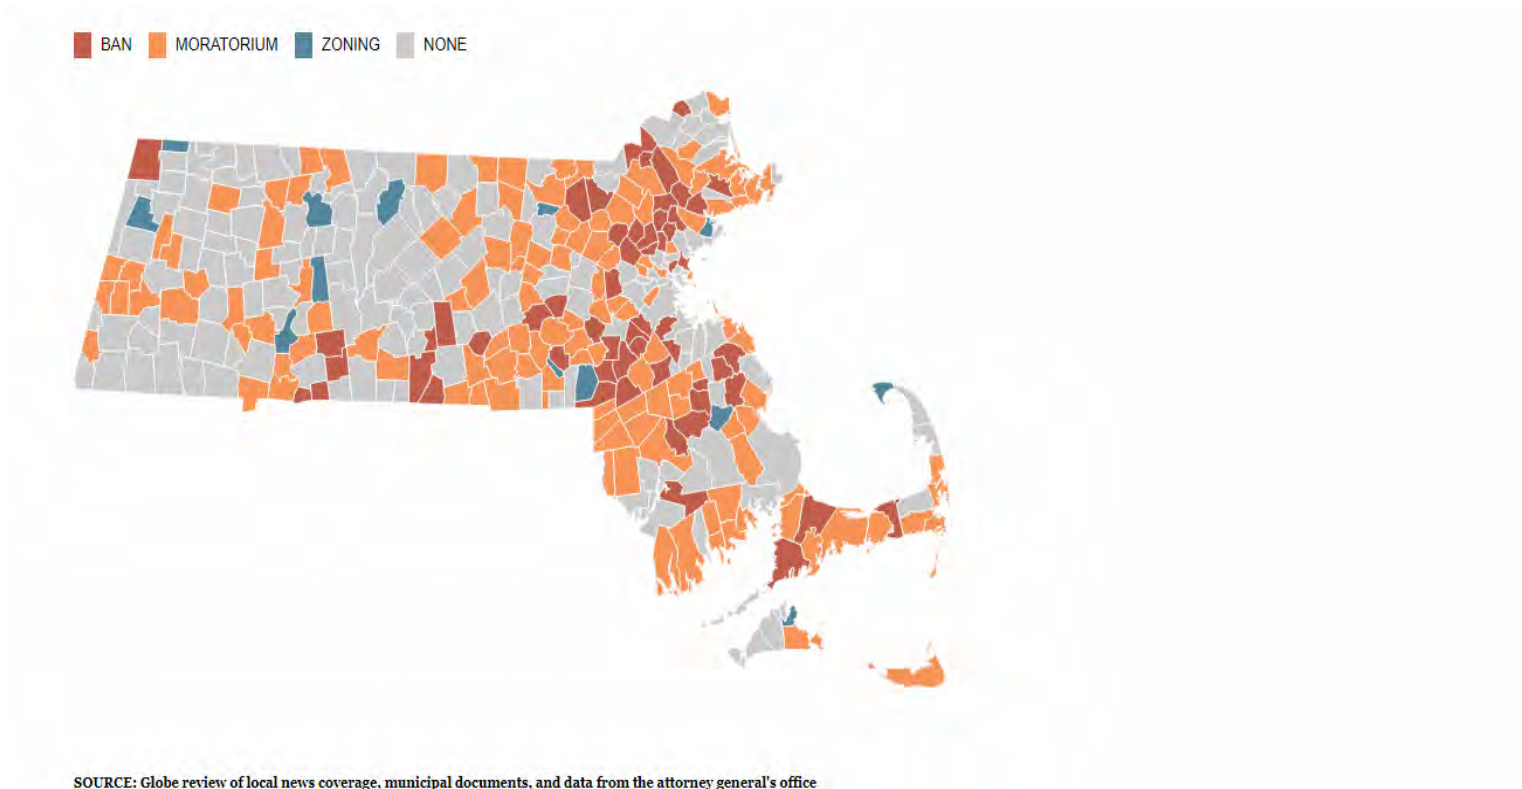 BAN MORATORIUM ZONING NONE
SOURCE: Globe review of local news coverage, municipal documents, and data from the attorney general's office